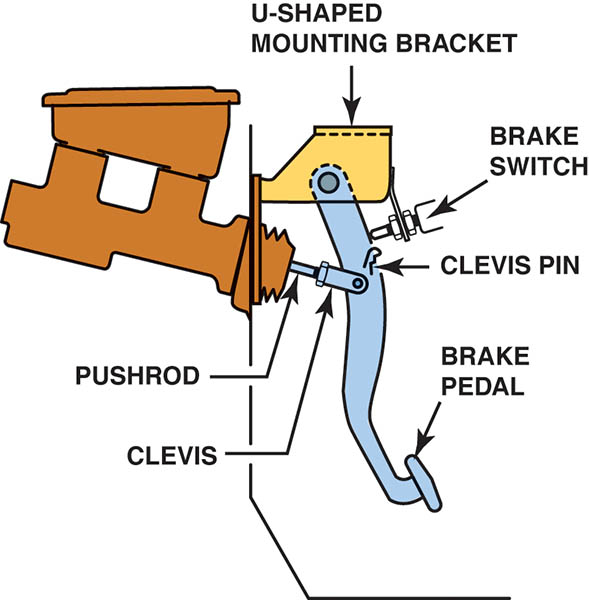 U-SHAPED
MOUNTING BRACKET
BRAKE
SWITCH
CLEVIS PIN
PUSHROD
BRAKE
PEDAL
CLEVIS